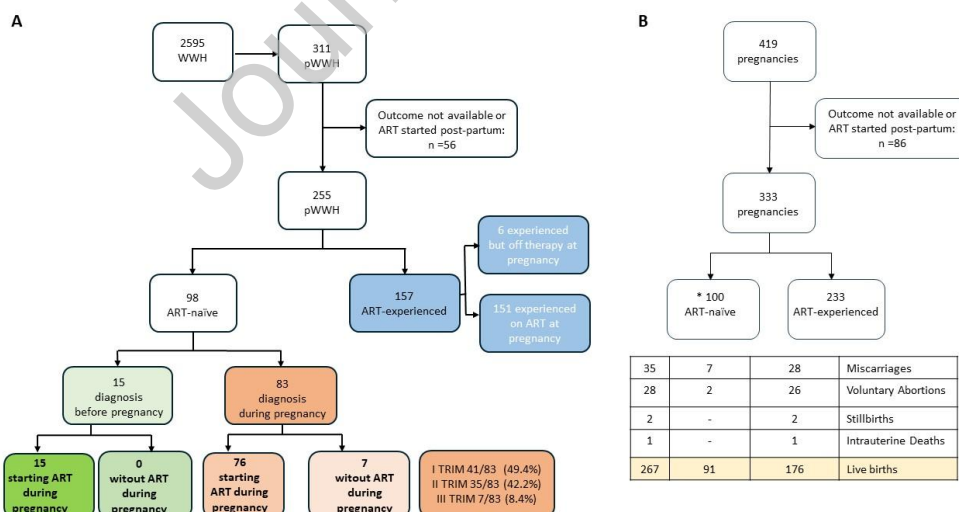 A
2595
WWH
311
pWWH
Outcome not available or
ART started post-partum:
n =56
255
pWWH
98
ART-naïve
157
ART-experienced
6 experienced
but off therapy at
pregnancy
151 experienced
on ART at
pregnancy
15
diagnosis
before pregnancy
83
diagnosis
during pregnancy
15
starting ART
during
pregnancy
0
witout ART
during
pregnancy
76
starting
ART during
pregnancy
7
witout ART
during
pregnancy
I TRIM 41/83 (49.4%)
II TRIM 35/83 (42.2%)
III TRIM 7/83 (8.4%)
Jour
B
419
pregnancies
Outcome not available or
ART started post-partum:
n =86
333
pregnancies
* 100
ART-naïve
233
ART-experienced
35 7 28 Miscarriages
28 2 26 Voluntary Abortions
2 - 2 Stillbirths
1 - 1 Intrauterine Deaths
267 91 176 Live births